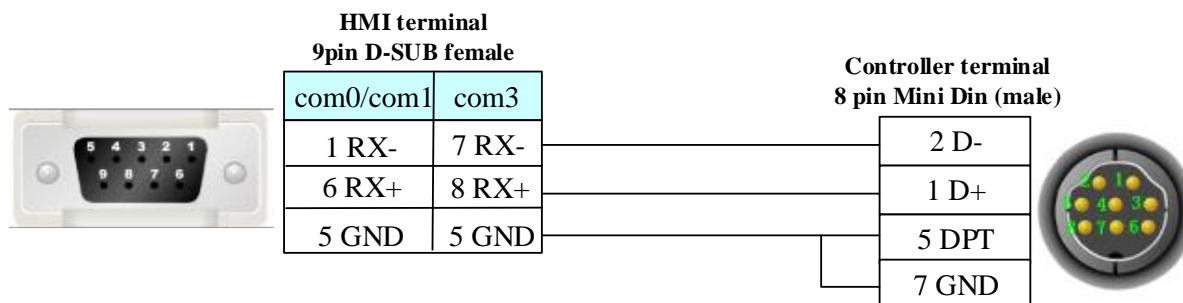 HMI terminal
9pin D-SUB female
com0/com1 com3
1 RX- 7 RX-
6 RX+ 8 RX+
5 GND 5 GND
Controller terminal
8 pin Mini Din (male)
2 D-
1 D+
5 DPT
7 GND
5 4 3 2 1
9 8 7 6
2 1
5 4 3
8 7 6